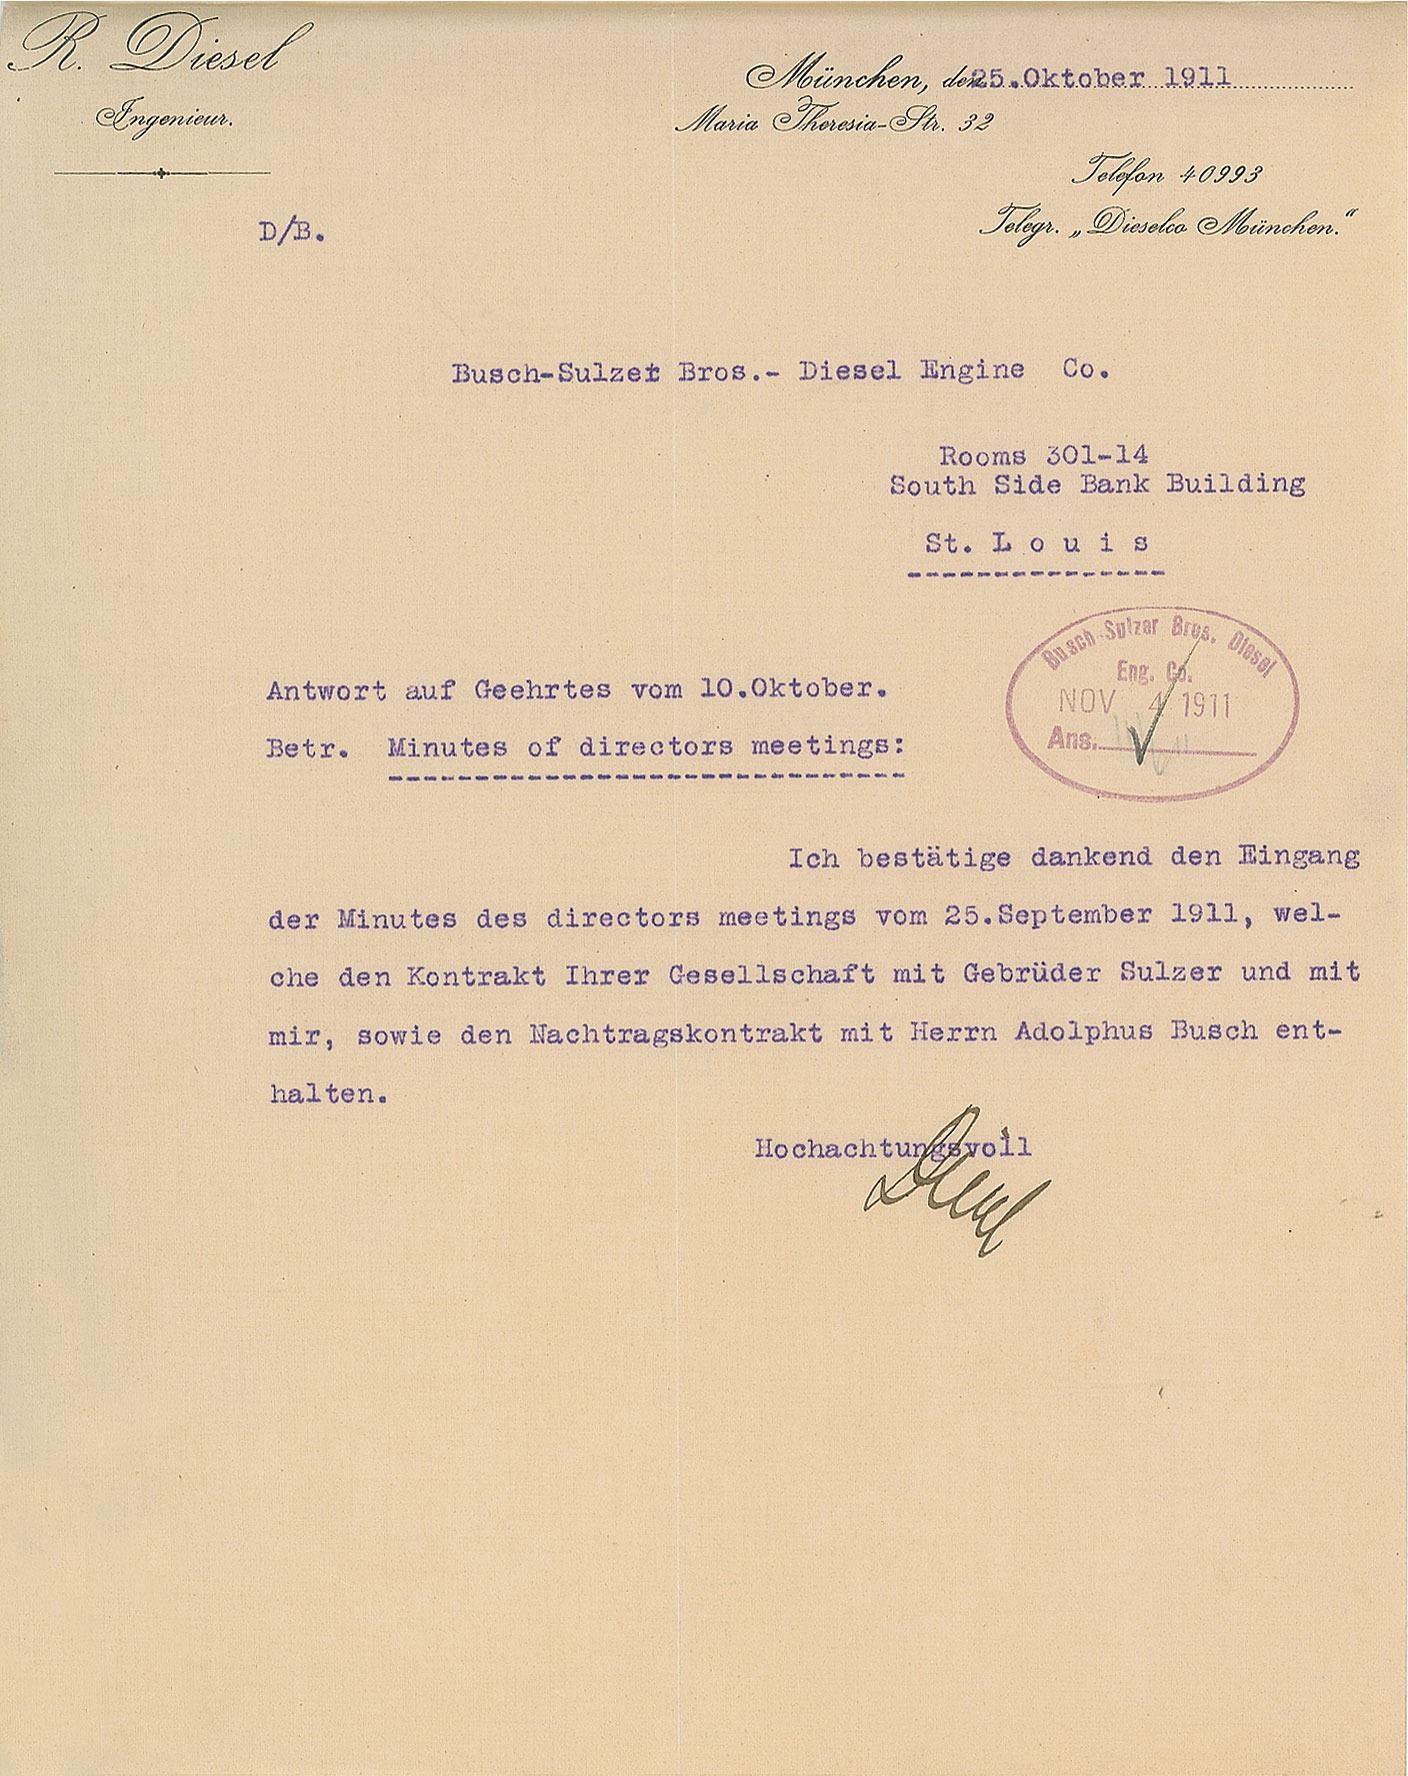 R. Diesel
Ingenieur.
München, den 25.Oktober 1911
Maria Theresia-Str. 32
Telefon 40993
Telegr. „Dieselco München.“
D/B.
Busch-Sulzer Bros.- Diesel Engine Co.
Rooms 301-14
South Side Bank Building
St. L o u i s
Busch-Sulzer Bros. Diesel
Eng. Co.
NOV 4 1911
Ans.
Antwort auf Geehrtes vom 10.Oktober.
Betr. Minutes of directors meetings:
Ich bestätige dankend den Eingang
der Minutes des directors meetings vom 25.September 1911, wel-
che den Kontrakt Ihrer Gesellschaft mit Gebrüder Sulzer und mit
mir, sowie den Nachtragskontrakt mit Herrn Adolphus Busch ent-
halten.
Hochachtungsvoll
Diesel